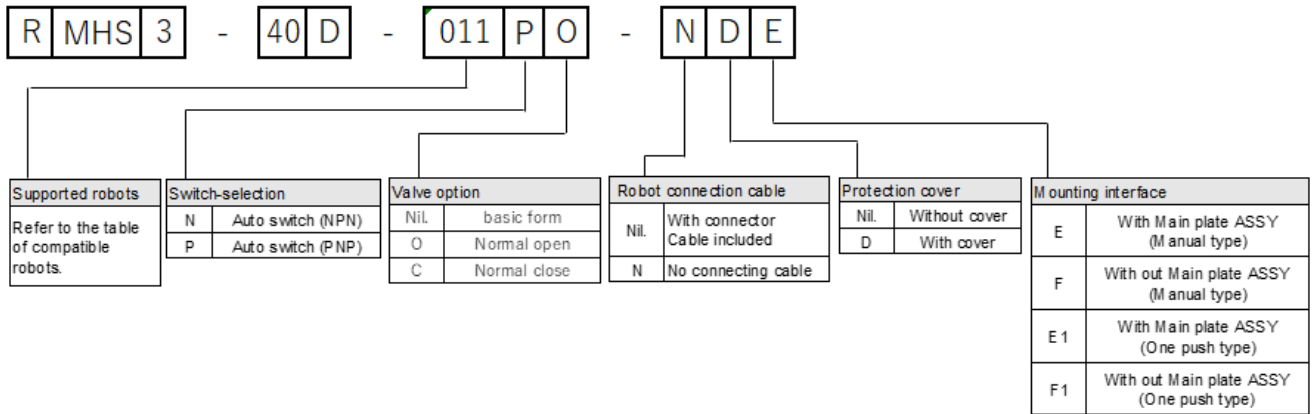 R MHS 3 - 40 D - 011 P O - N D E
Supported robots
Refer to the table
of compatible
robots.
Switch-selection
N Auto switch (NPN)
P Auto switch (PNP)
Valve option
Nil. basic form
O Normal open
C Normal close
Robot connection cable
Nil. With connector
Cable included
N No connecting cable
Protection cover
Nil. Without cover
D With cover
Mounting interface
E With Main plate ASSY
(Manual type)
F With out Main plate ASSY
(Manual type)
E1 With Main plate ASSY
(One push type)
F1 With out Main plate ASSY
(One push type)